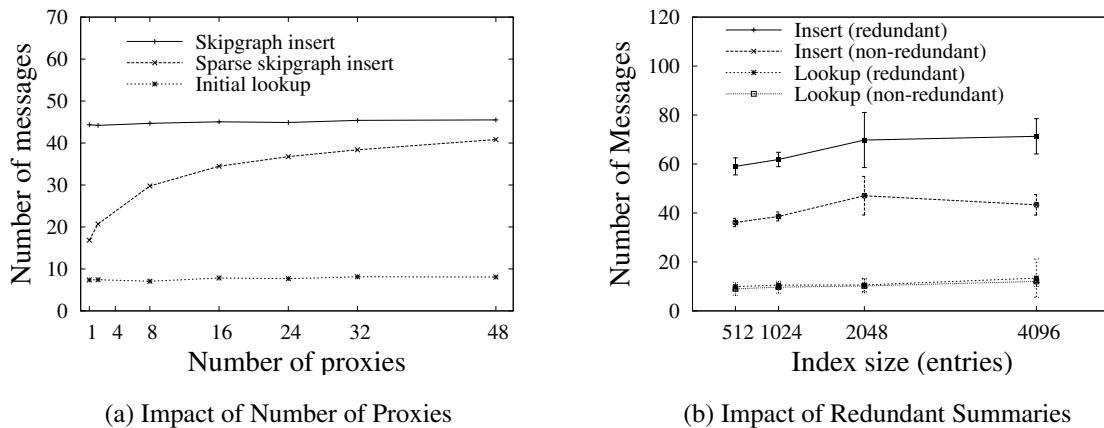 70
60
50
40
30
20
10
0
Number of messages
Skipgraph insert
Sparse skipgraph insert
Initial lookup
1 4 8 16 24 32 48
Number of proxies
(a) Impact of Number of Proxies
120
100
80
60
40
20
0
Number of Messages
Insert (redundant)
Insert (non-redundant)
Lookup (redundant)
Lookup (non-redundant)
512 1024 2048 4096
Index size (entries)
(b) Impact of Redundant Summaries